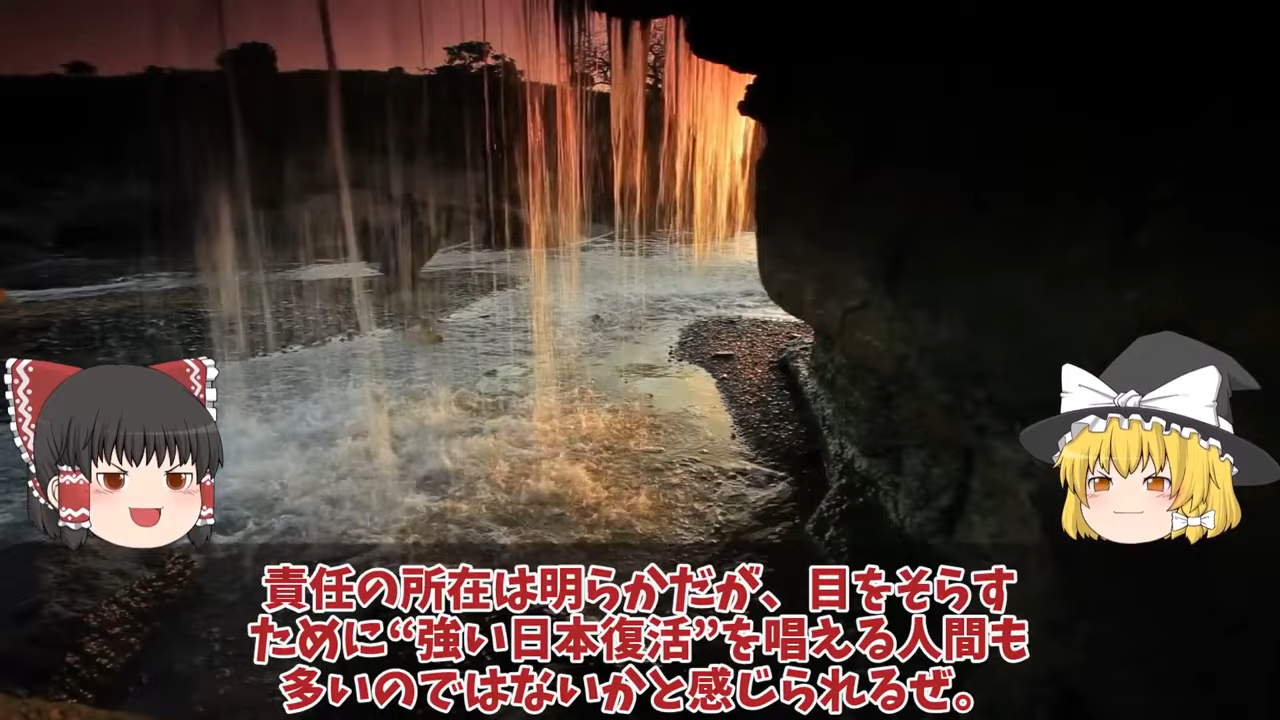 責任の所在は明らかだが、目をそらす
ために“強い日本復活”を唱える人間も
多いのではないかと感じられるぜ。